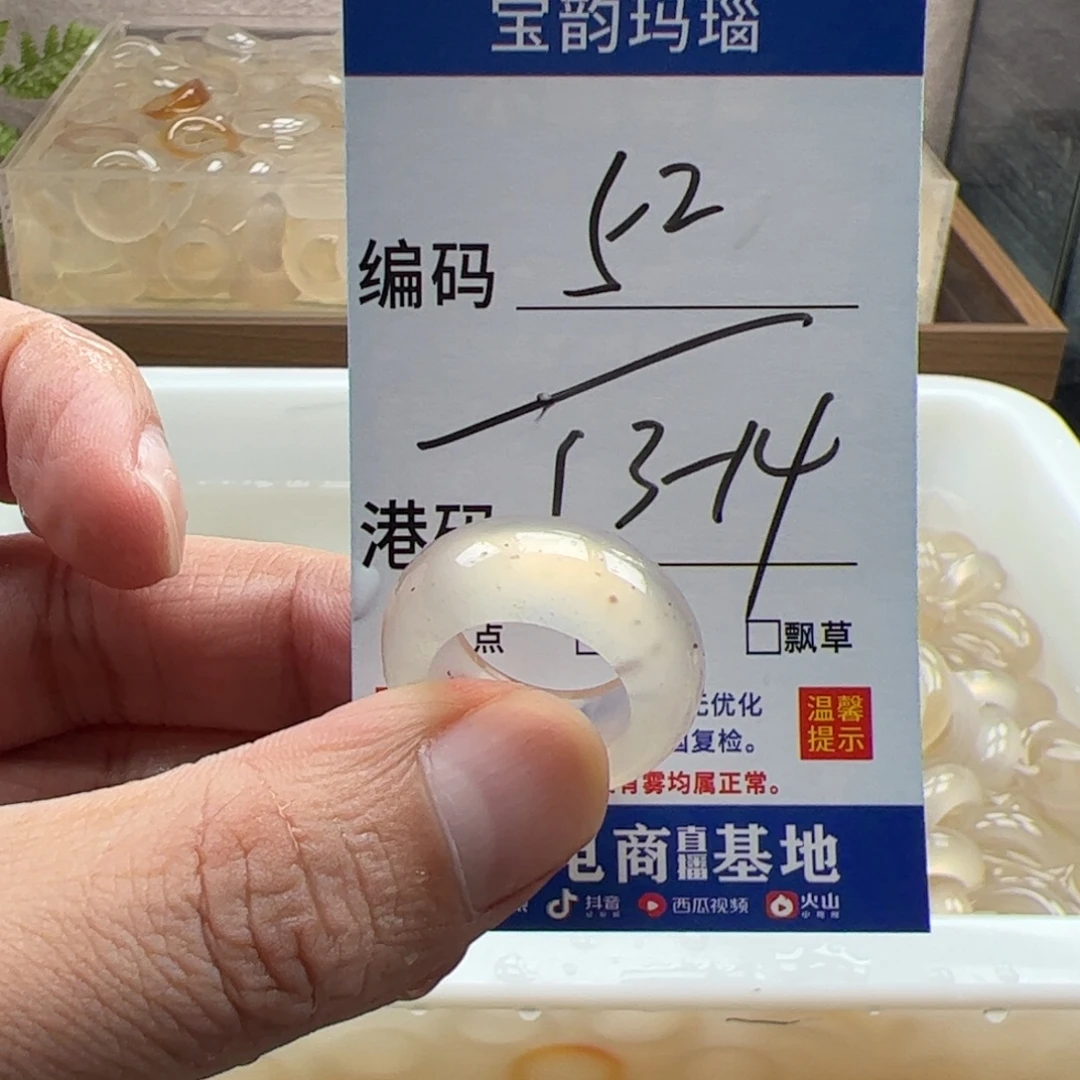 宝韵玛瑙
编码 52
港码 13-14
点 □飘草
优化 温馨
复检。 提示
有雾均属正常。
电商直播基地
抖音 西瓜视频 火山